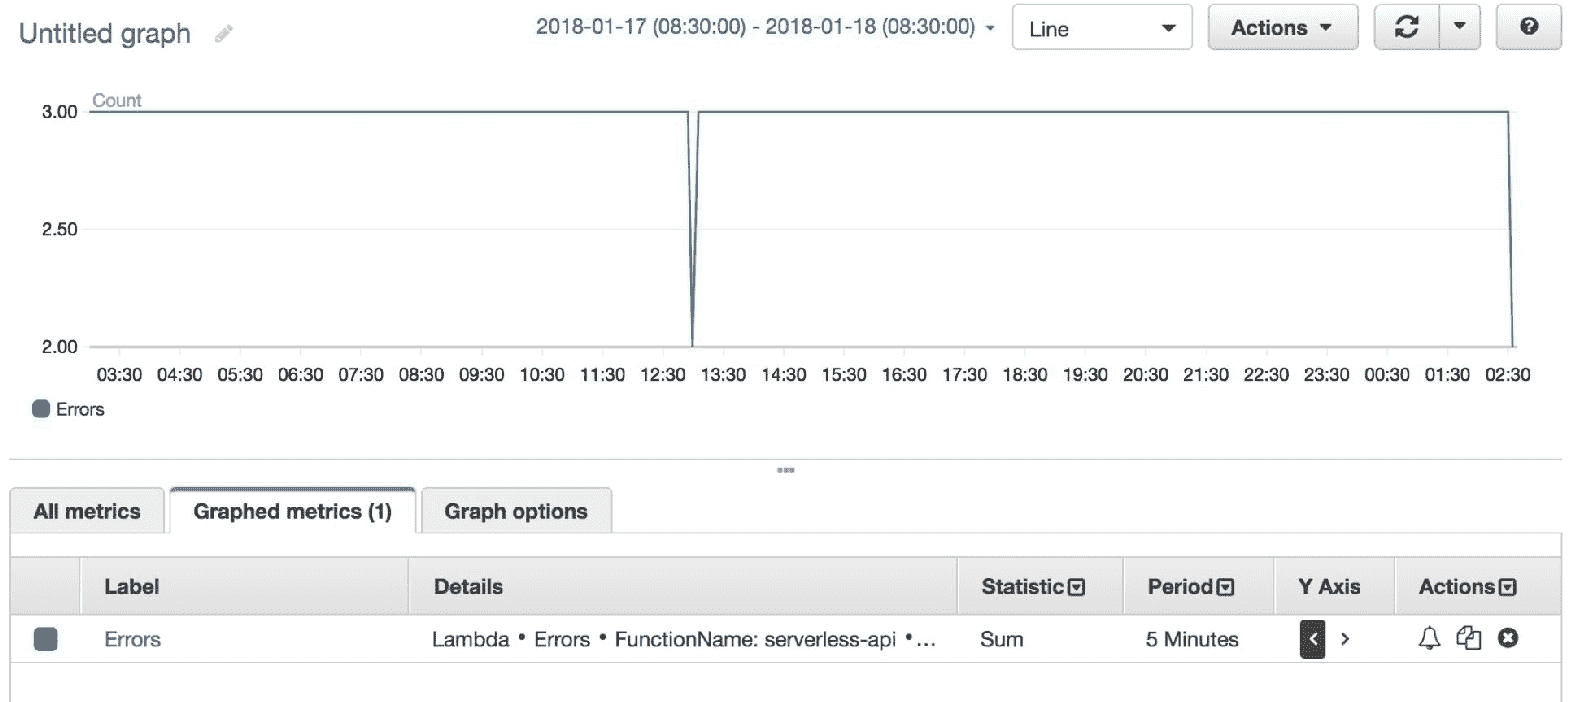 Untitled graph 2018-01-17 (08:30:00) - 2018-01-18 (08:30:00) Line Actions ?
Count
3.00
2.50
2.00
03:30 04:30 05:30 06:30 07:30 08:30 09:30 10:30 11:30 12:30 13:30 14:30 15:30 16:30 17:30 18:30 19:30 20:30 21:30 22:30 23:30 00:30 01:30 02:30
Errors
All metrics Graphed metrics (1) Graph options
Label Details Statistic Period Y Axis Actions
Errors Lambda • Errors • FunctionName: serverless-api • ... Sum 5 Minutes < >